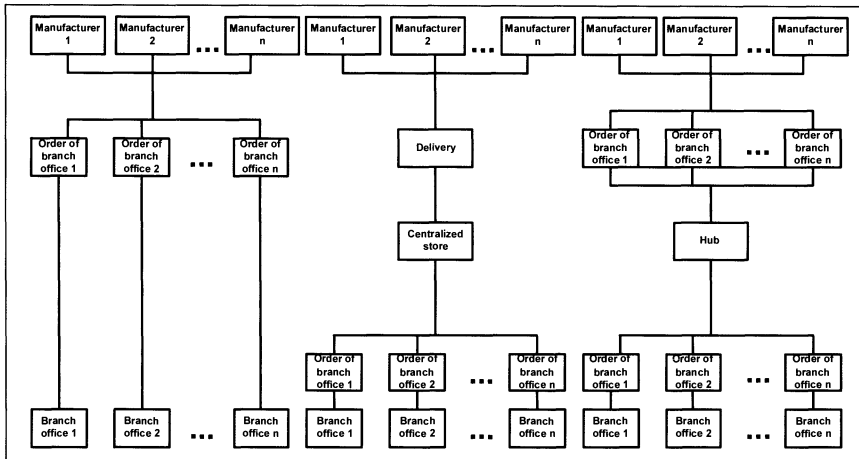 Manufacturer
1
Manufacturer
2
...
Manufacturer
n
Manufacturer
1
Manufacturer
2
...
Manufacturer
n
Manufacturer
1
Manufacturer
2
...
Manufacturer
n
Order of
branch
office 1
Order of
branch
office 2
...
Order of
branch
office n
Delivery
Order of
branch
office 1
Order of
branch
office 2
...
Order of
branch
office n
Centralized
store
Hub
Order of
branch
office 1
Order of
branch
office 2
...
Order of
branch
office n
Order of
branch
office 1
Order of
branch
office 2
...
Order of
branch
office n
Branch
office 1
Branch
office 2
...
Branch
office n
Branch
office 1
Branch
office 2
...
Branch
office n
Branch
office 1
Branch
office 2
...
Branch
office n